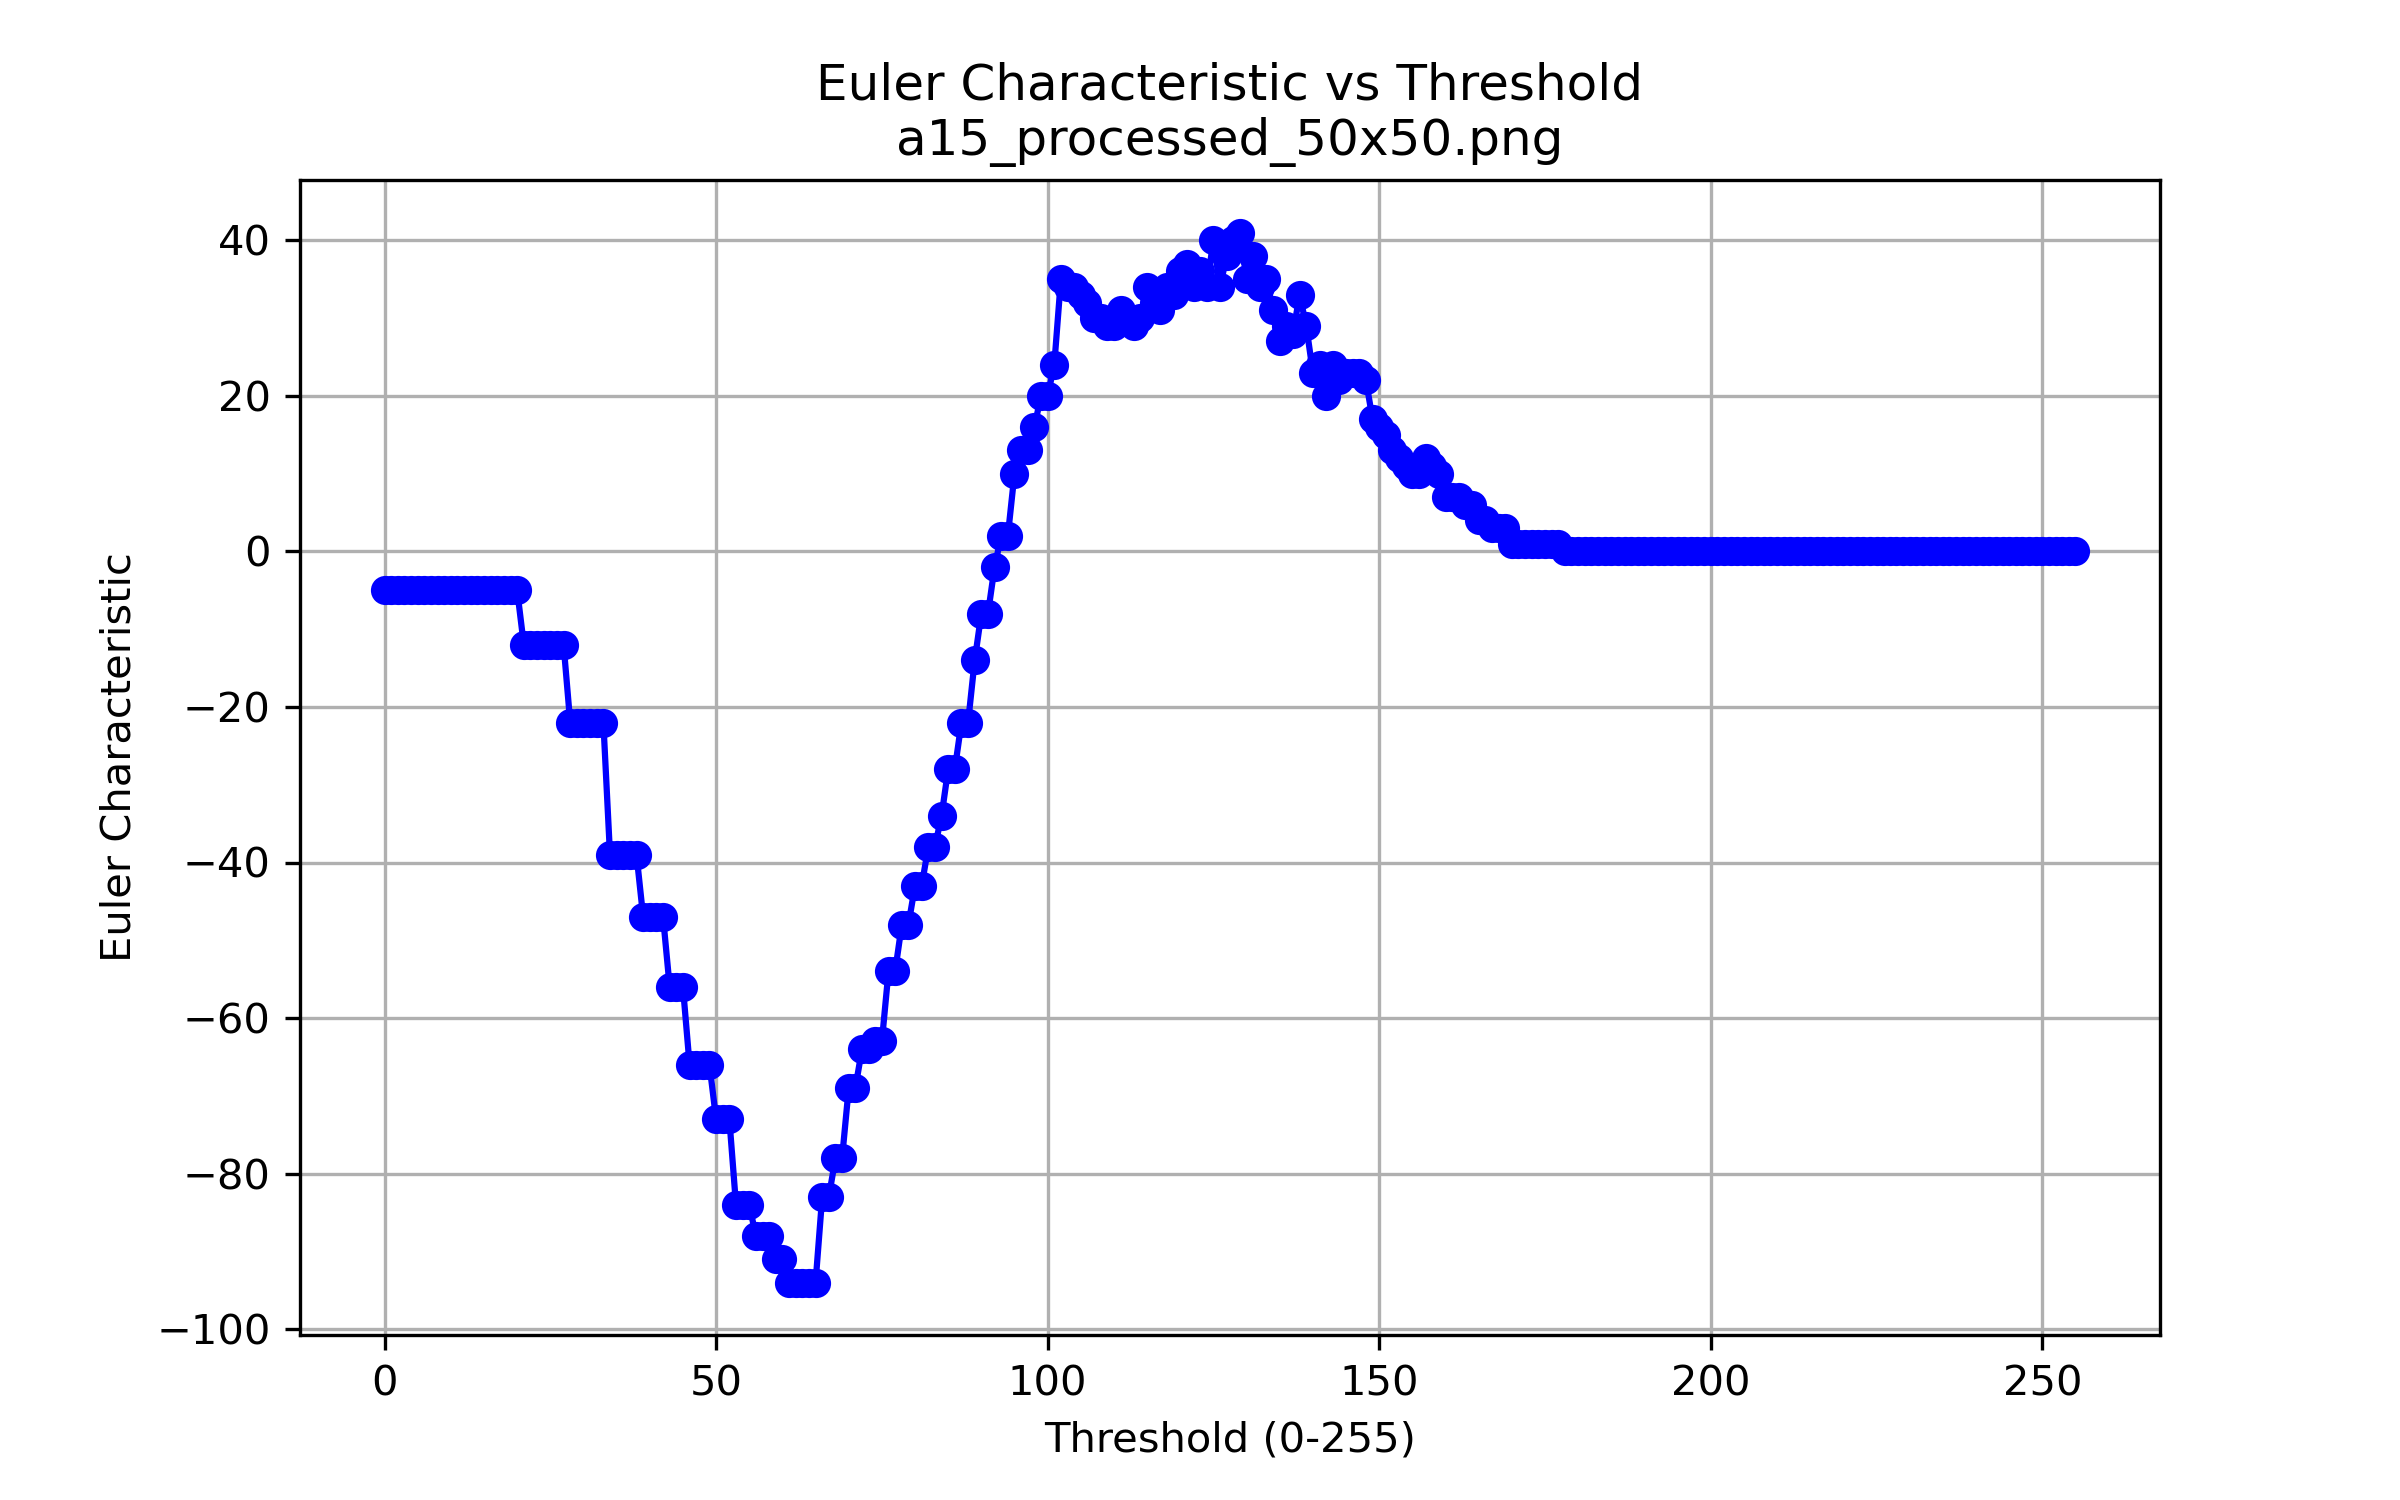 Euler Characteristic vs Threshold
a15_processed_50x50.png
Euler Characteristic
40
20
0
−20
−40
−60
−80
−100
0 50 100 150 200 250
Threshold (0-255)